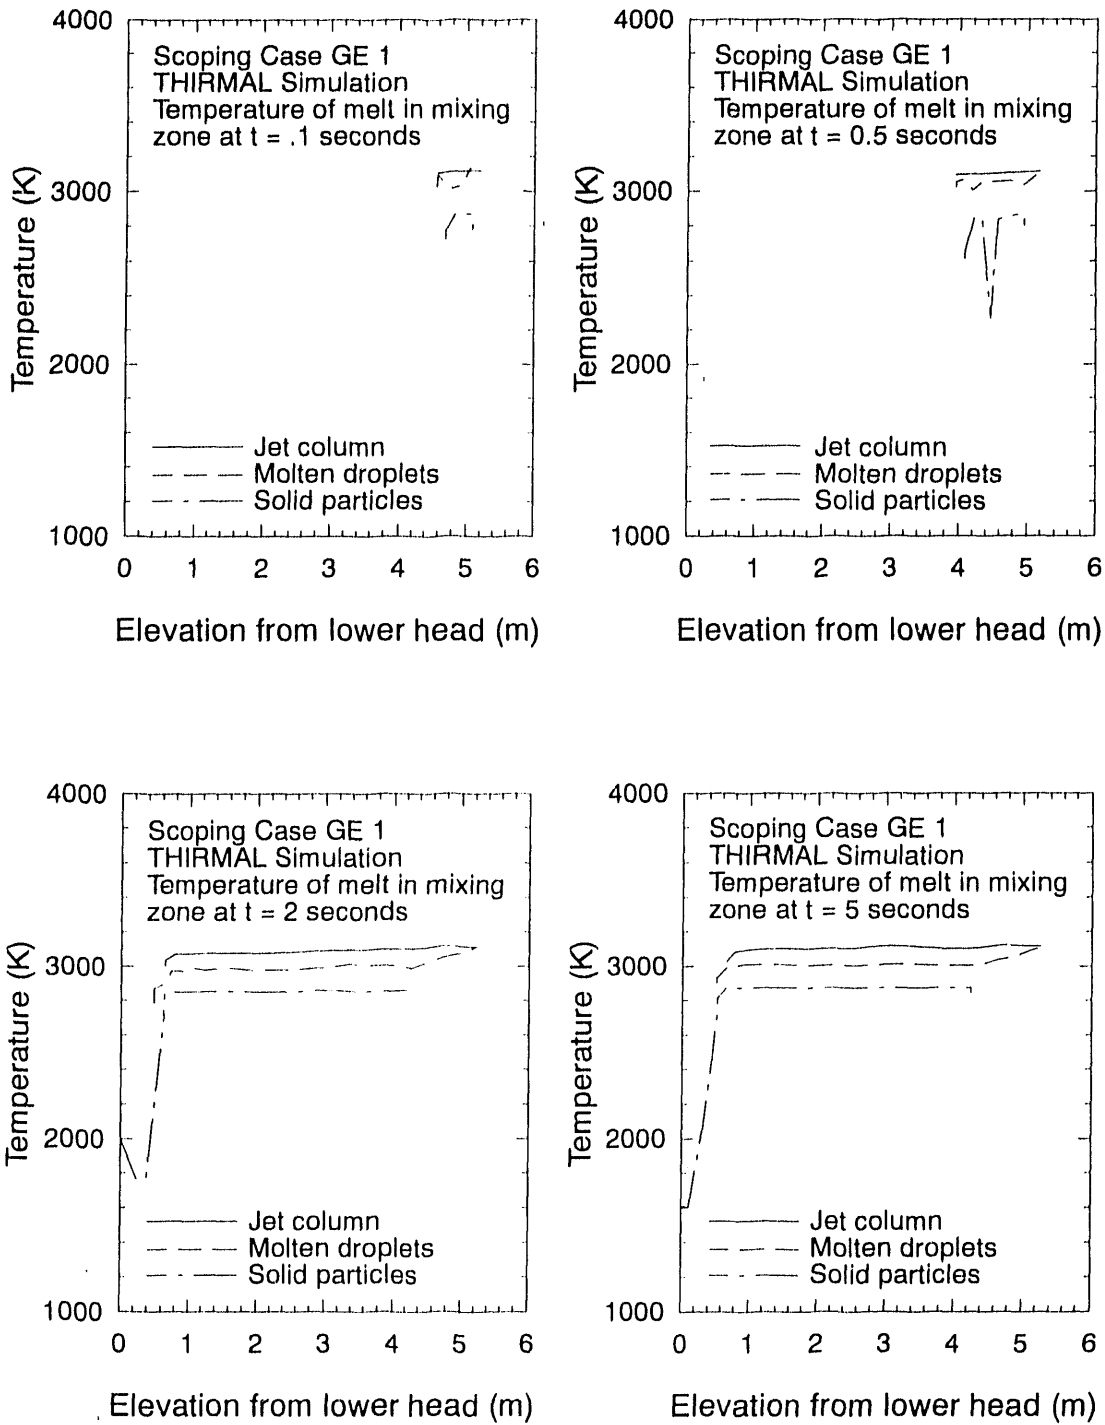 4000
Scoping Case GE 1
THIRMAL Simulation
Temperature of melt in mixing
zone at t = .1 seconds
3000
Temperature (K)
2000
Jet column
Molten droplets
Solid particles
1000
0 1 2 3 4 5 6
Elevation from lower head (m)
4000
Scoping Case GE 1
THIRMAL Simulation
Temperature of melt in mixing
zone at t = 0.5 seconds
3000
Temperature (K)
2000
Jet column
Molten droplets
Solid particles
1000
0 1 2 3 4 5 6
Elevation from lower head (m)
4000
Scoping Case GE 1
THIRMAL Simulation
Temperature of melt in mixing
zone at t = 2 seconds
3000
Temperature (K)
2000
Jet column
Molten droplets
Solid particles
1000
0 1 2 3 4 5 6
Elevation from lower head (m)
4000
Scoping Case GE 1
THIRMAL Simulation
Temperature of melt in mixing
zone at t = 5 seconds
3000
Temperature (K)
2000
Jet column
Molten droplets
Solid particles
1000
0 1 2 3 4 5 6
Elevation from lower head (m)